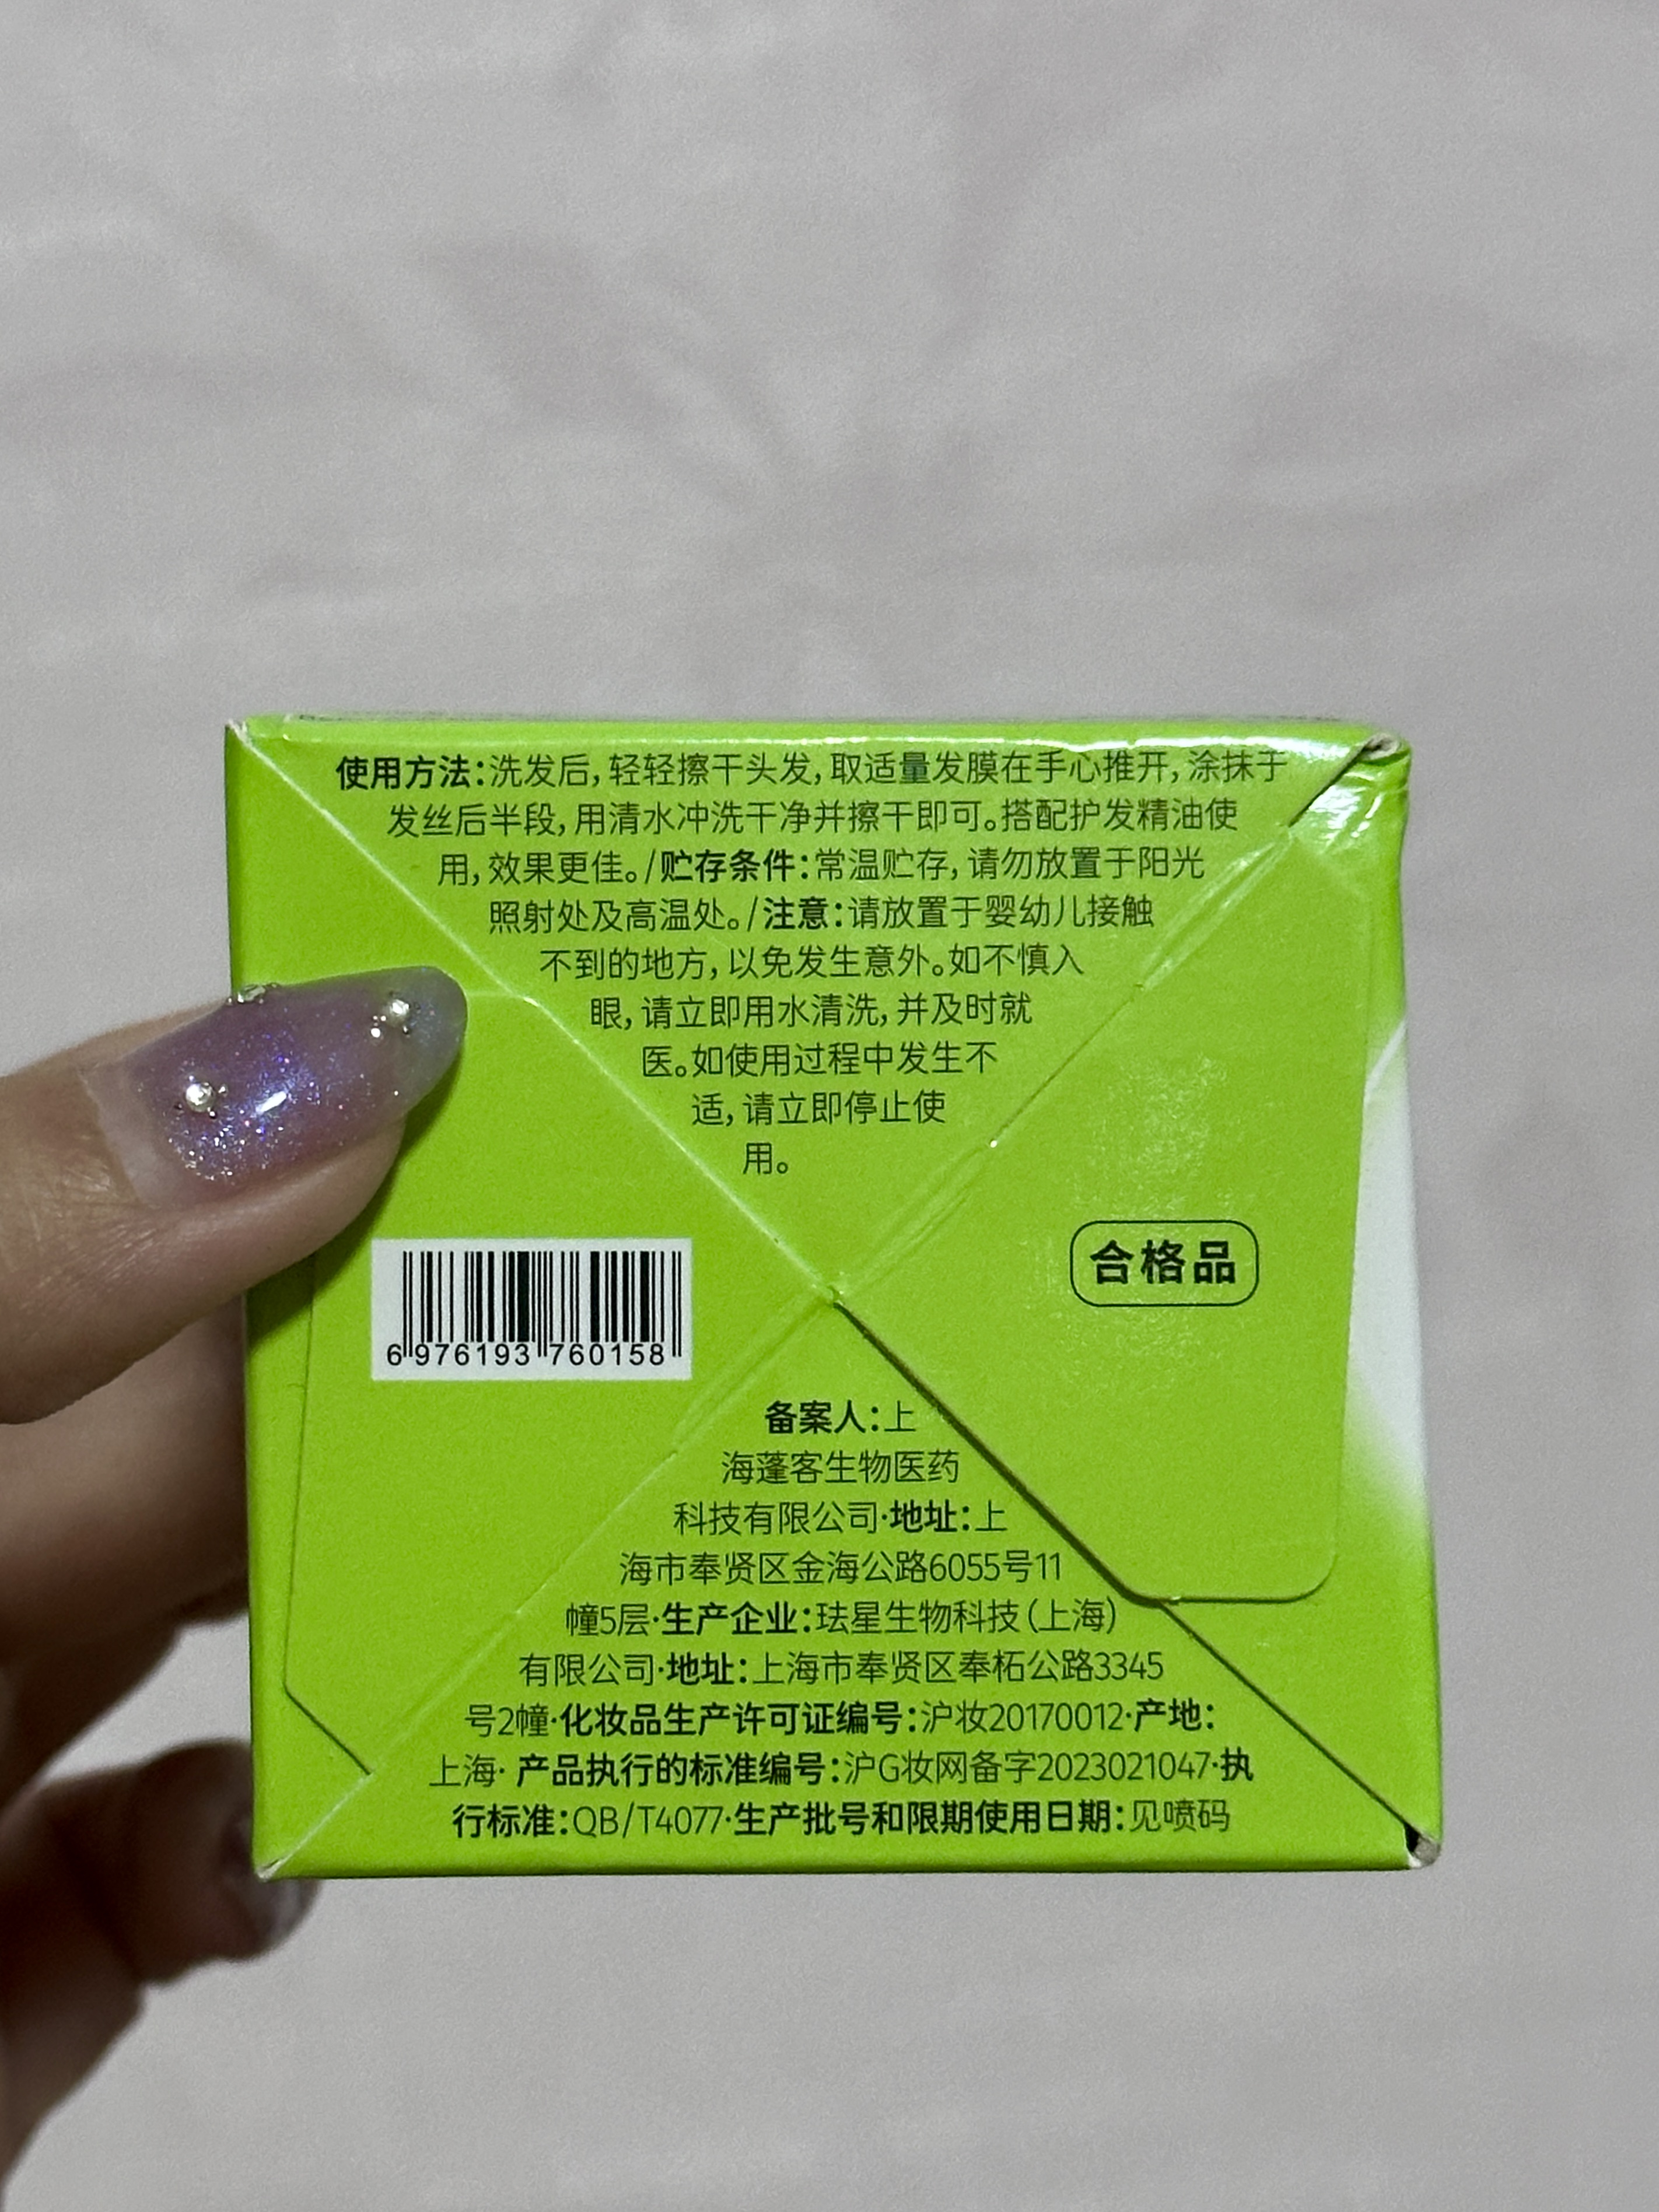 使用方法：洗发后，轻轻擦干头发，取适量发膜在手心推开，涂抹于
发丝后半段，用清水冲洗干净并擦干即可。搭配护发精油使
用，效果更佳。/贮存条件：常温贮存，请勿放置于阳光
照射处及高温处。/注意：请放置于婴幼儿接触
不到的地方，以免发生意外。如不慎入
眼，请立即用水清洗，并及时就
医。如使用过程中发生不
适，请立即停止使
用。
合格品
6976193760158
备案人：上
海蓬客生物医药
科技有限公司·地址：上
海市奉贤区金海公路6055号11
幢5层·生产企业：珐星生物科技（上海）
有限公司·地址：上海市奉贤区奉柘公路3345
号2幢·化妆品生产许可证编号：沪妆20170012·产地：
上海· 产品执行的标准编号：沪G妆网备字2023021047·执
行标准：QB/T4077·生产批号和限期使用日期：见喷码